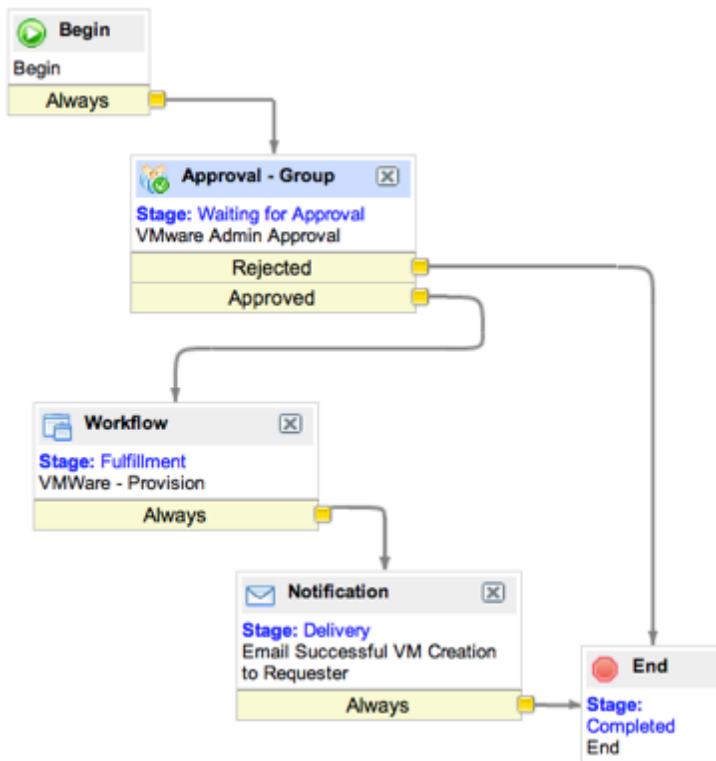 Begin
Begin
Always
Approval - Group
Stage: Waiting for Approval
VMware Admin Approval
Rejected
Approved
Workflow
Stage: Fulfillment
VMWare - Provision
Always
Notification
Stage: Delivery
Email Successful VM Creation
to Requester
Always
End
Stage:
Completed
End